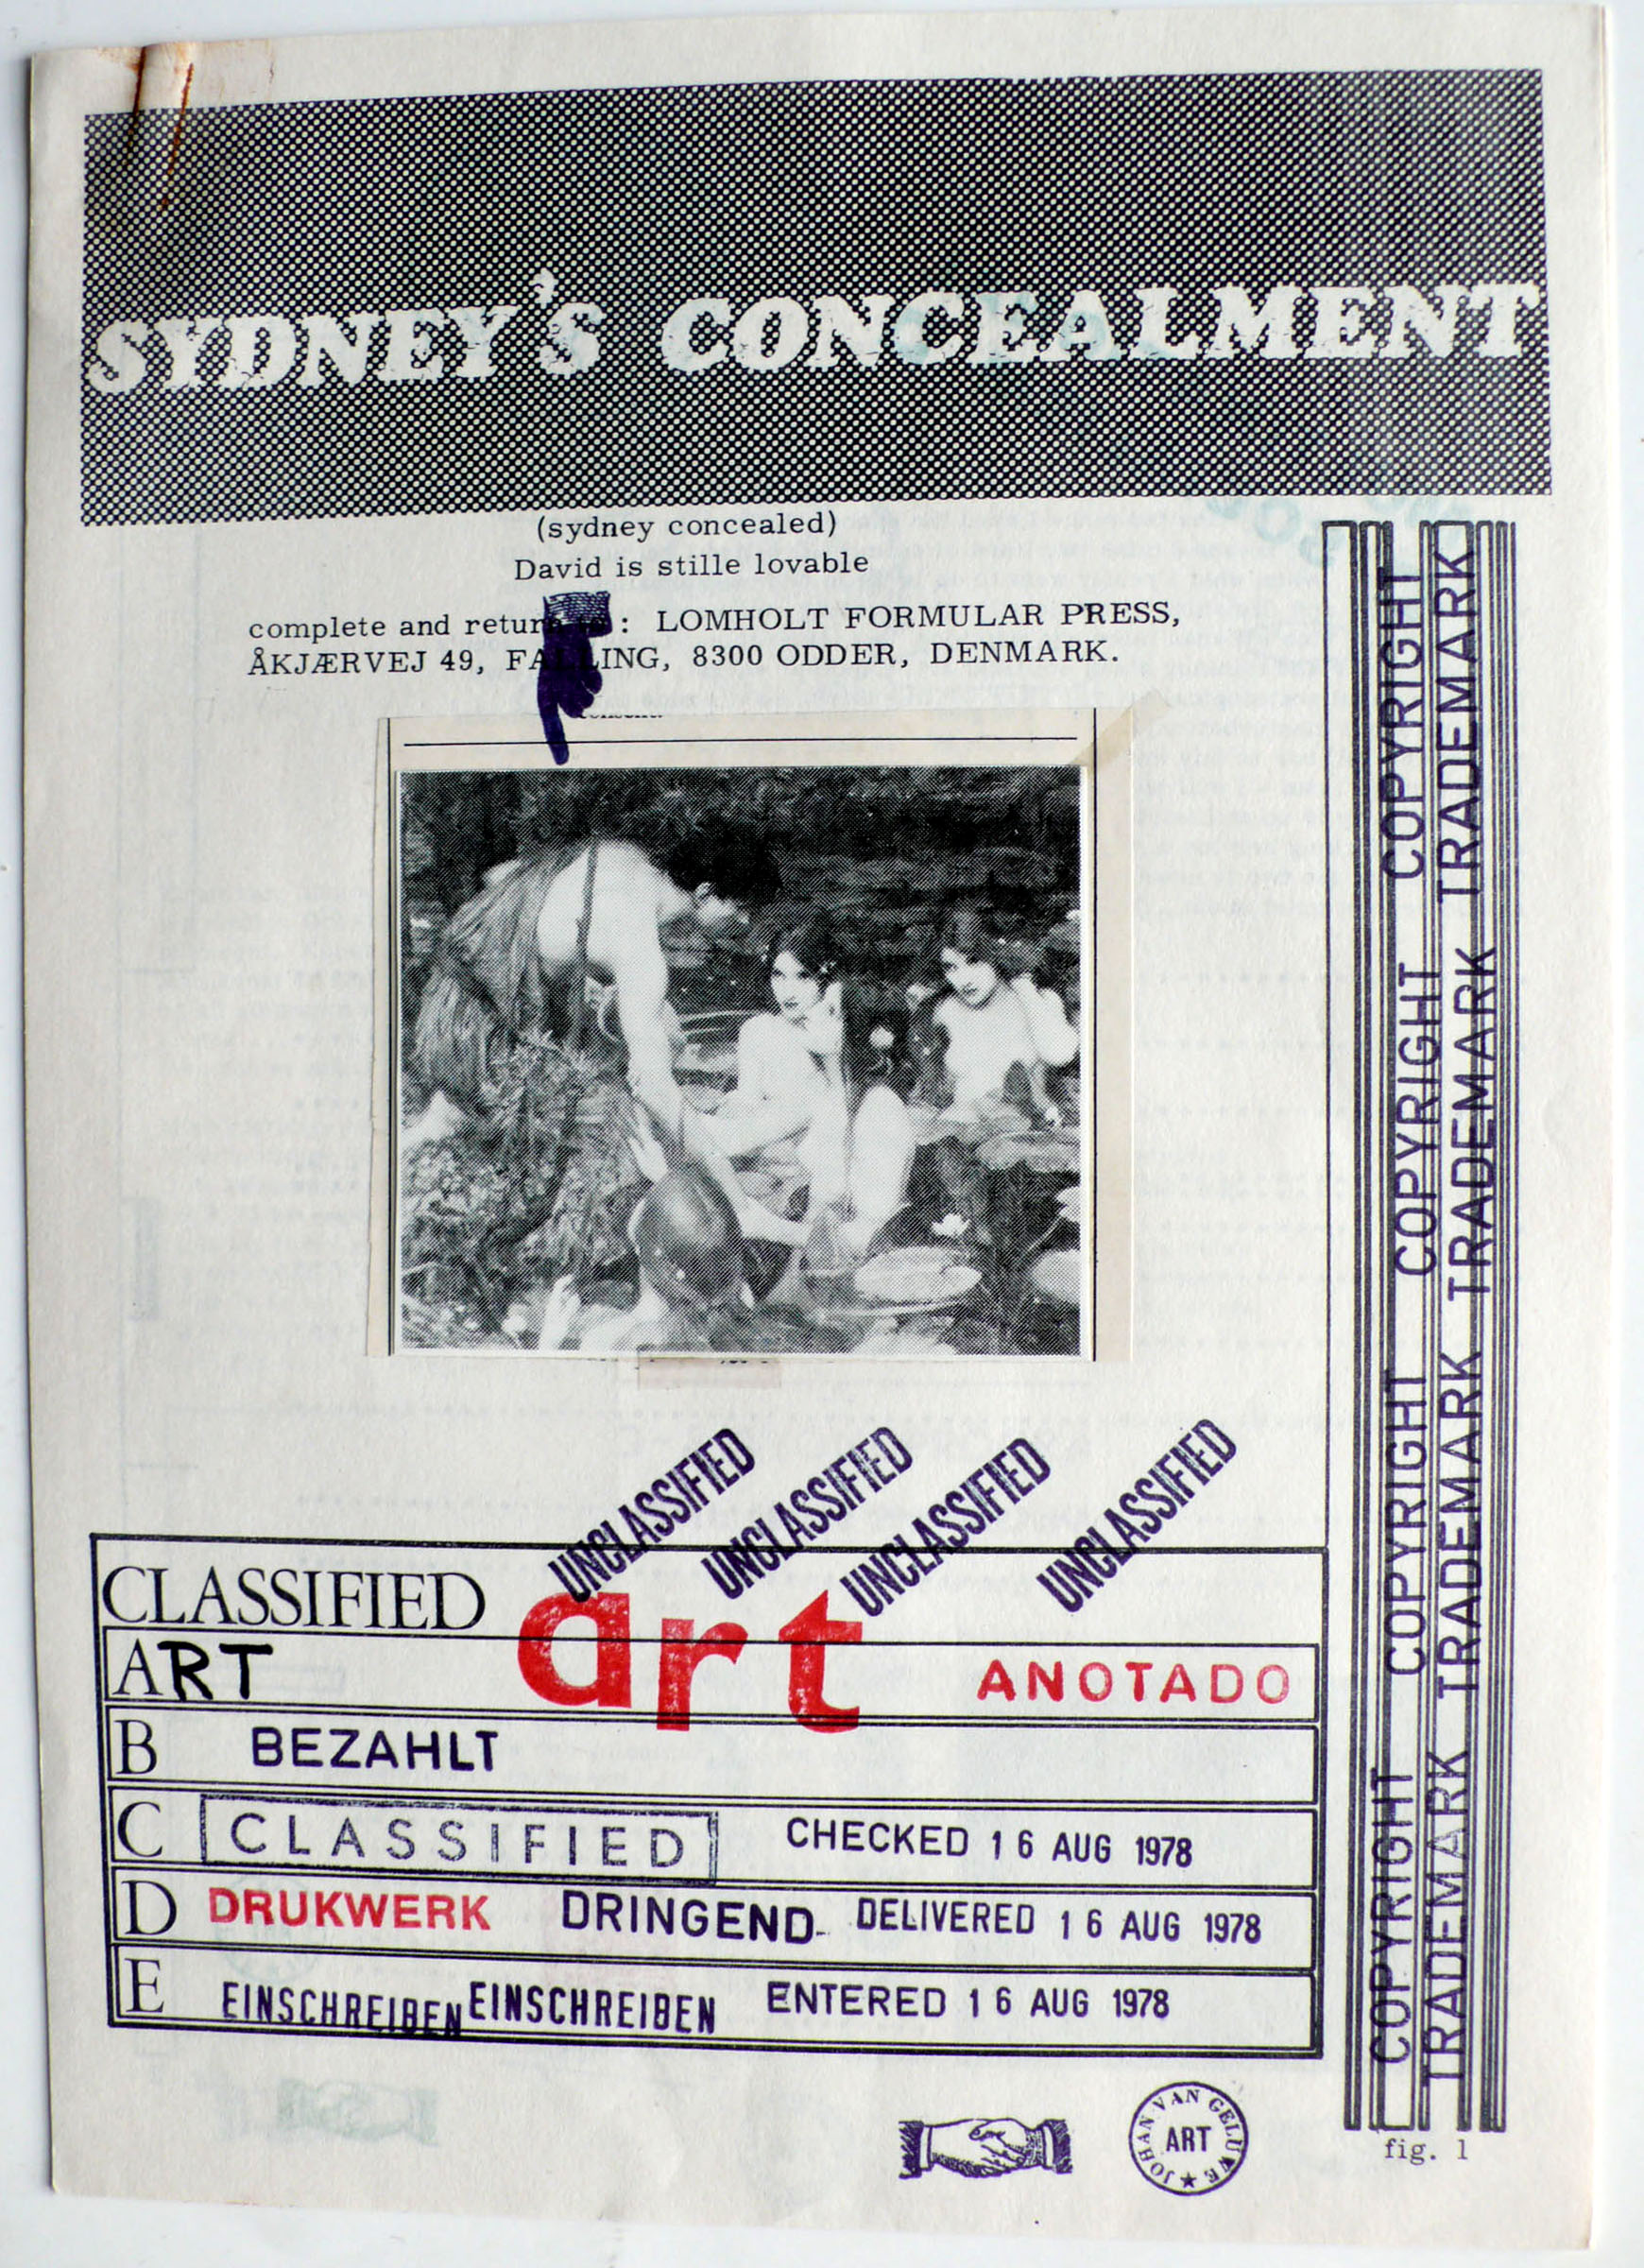 SYDNEY'S CONCEALMENT
(sydney concealed)
David is stille lovable
complete and return : LOMHOLT FORMULAR PRESS,
ÅKJÆRVEJ 49, FALLING, 8300 ODDER, DENMARK.
UNCLASSIFIED UNCLASSIFIED UNCLASSIFIED UNCLASSIFIED
CLASSIFIED
art
ART ANOTADO
B BEZAHLT
C CLASSIFIED CHECKED 16 AUG 1978
D DRUKWERK DRINGEND DELIVERED 16 AUG 1978
E EINSCHREIBEN EINSCHREIBEN ENTERED 16 AUG 1978
COPYRIGHT COPYRIGHT COPYRIGHT COPYRIGHT
TRADEMARK TRADEMARK TRADEMARK TRADEMARK
JOHAN VAN GELUWE
ART
fig. 1